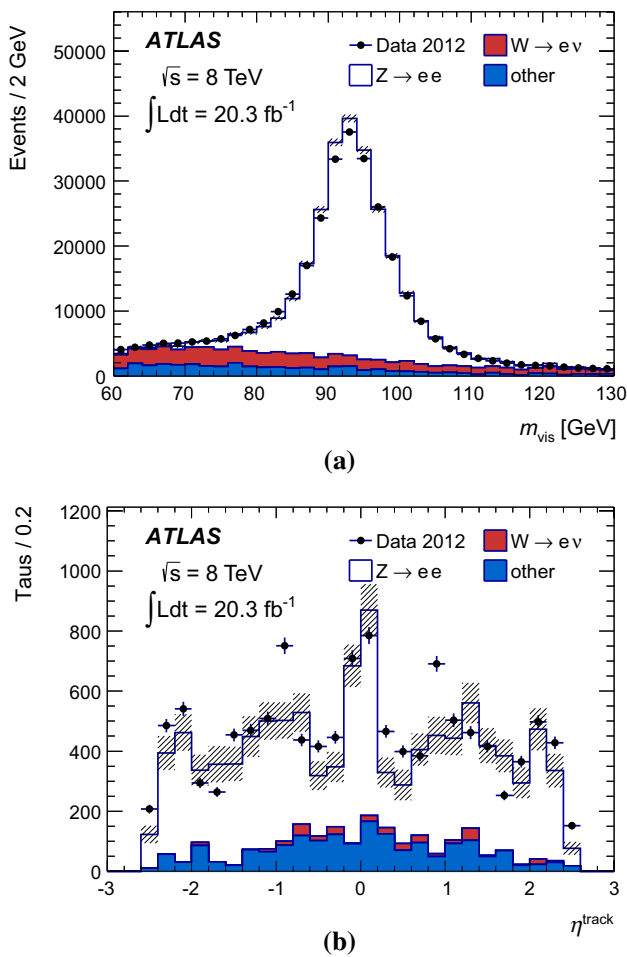 ATLAS
√s = 8 TeV
∫Ldt = 20.3 fb⁻¹
Data 2012
W → e ν
Z → e e
other
Events / 2 GeV
50000
40000
30000
20000
10000
0
60 70 80 90 100 110 120 130
m_vis [GeV]
(a)
ATLAS
√s = 8 TeV
∫Ldt = 20.3 fb⁻¹
Data 2012
W → e ν
Z → e e
other
Taus / 0.2
1200
1000
800
600
400
200
0
-3 -2 -1 0 1 2 3
η^track
(b)